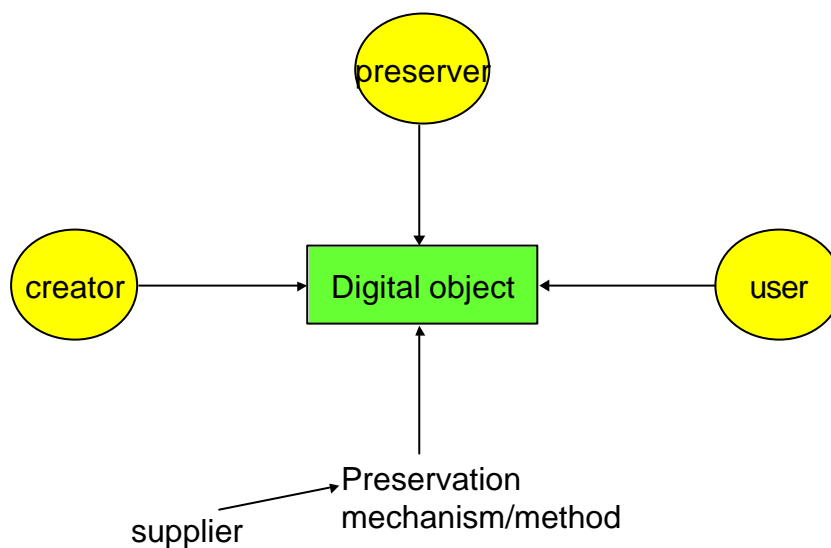 preserver
creator
Digital object
user
Preservation
mechanism/method
supplier